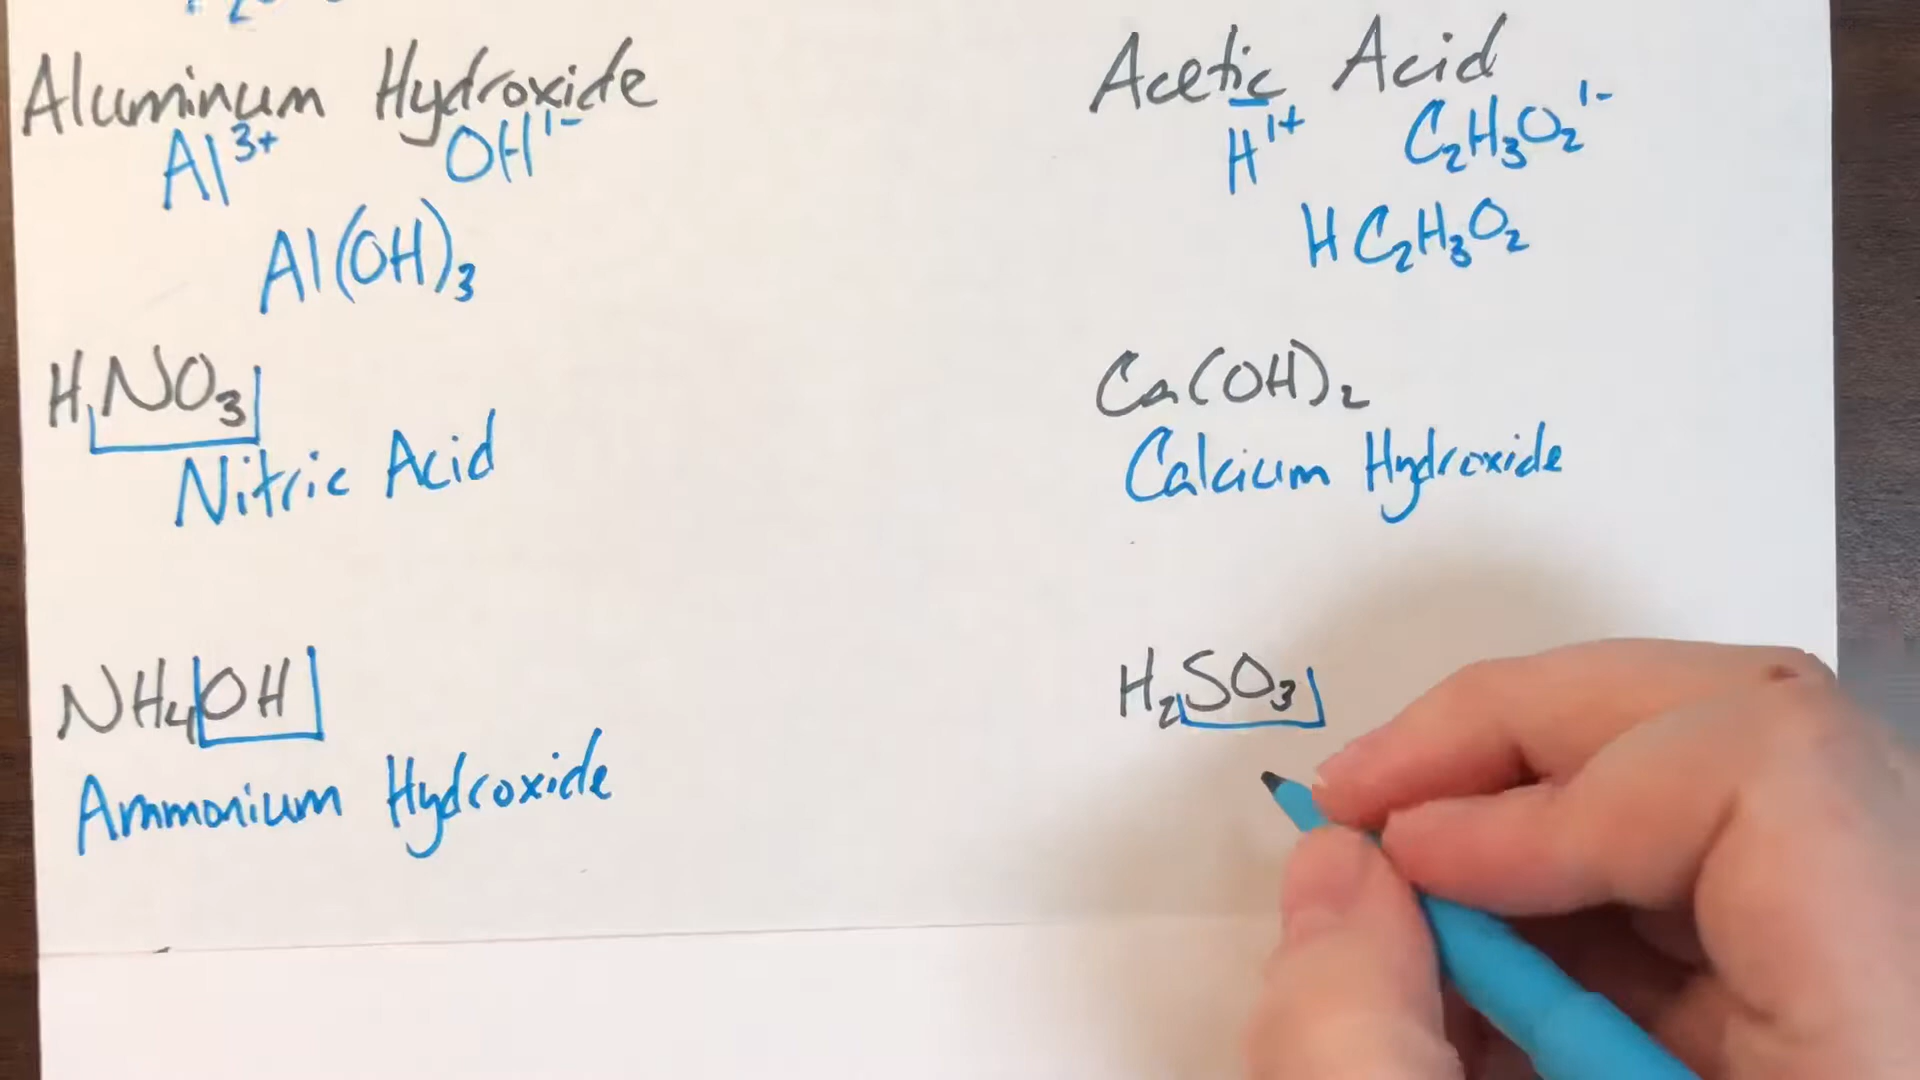 Aluminum Hydroxide
Al³⁺ OH¹⁻
Al(OH)₃
HNO₃
Nitric Acid
NH₄OH
Ammonium Hydroxide
Acetic Acid
H¹⁺ C₂H₃O₂¹⁻
HC₂H₃O₂
Ca(OH)₂
Calcium Hydroxide
H₂SO₃